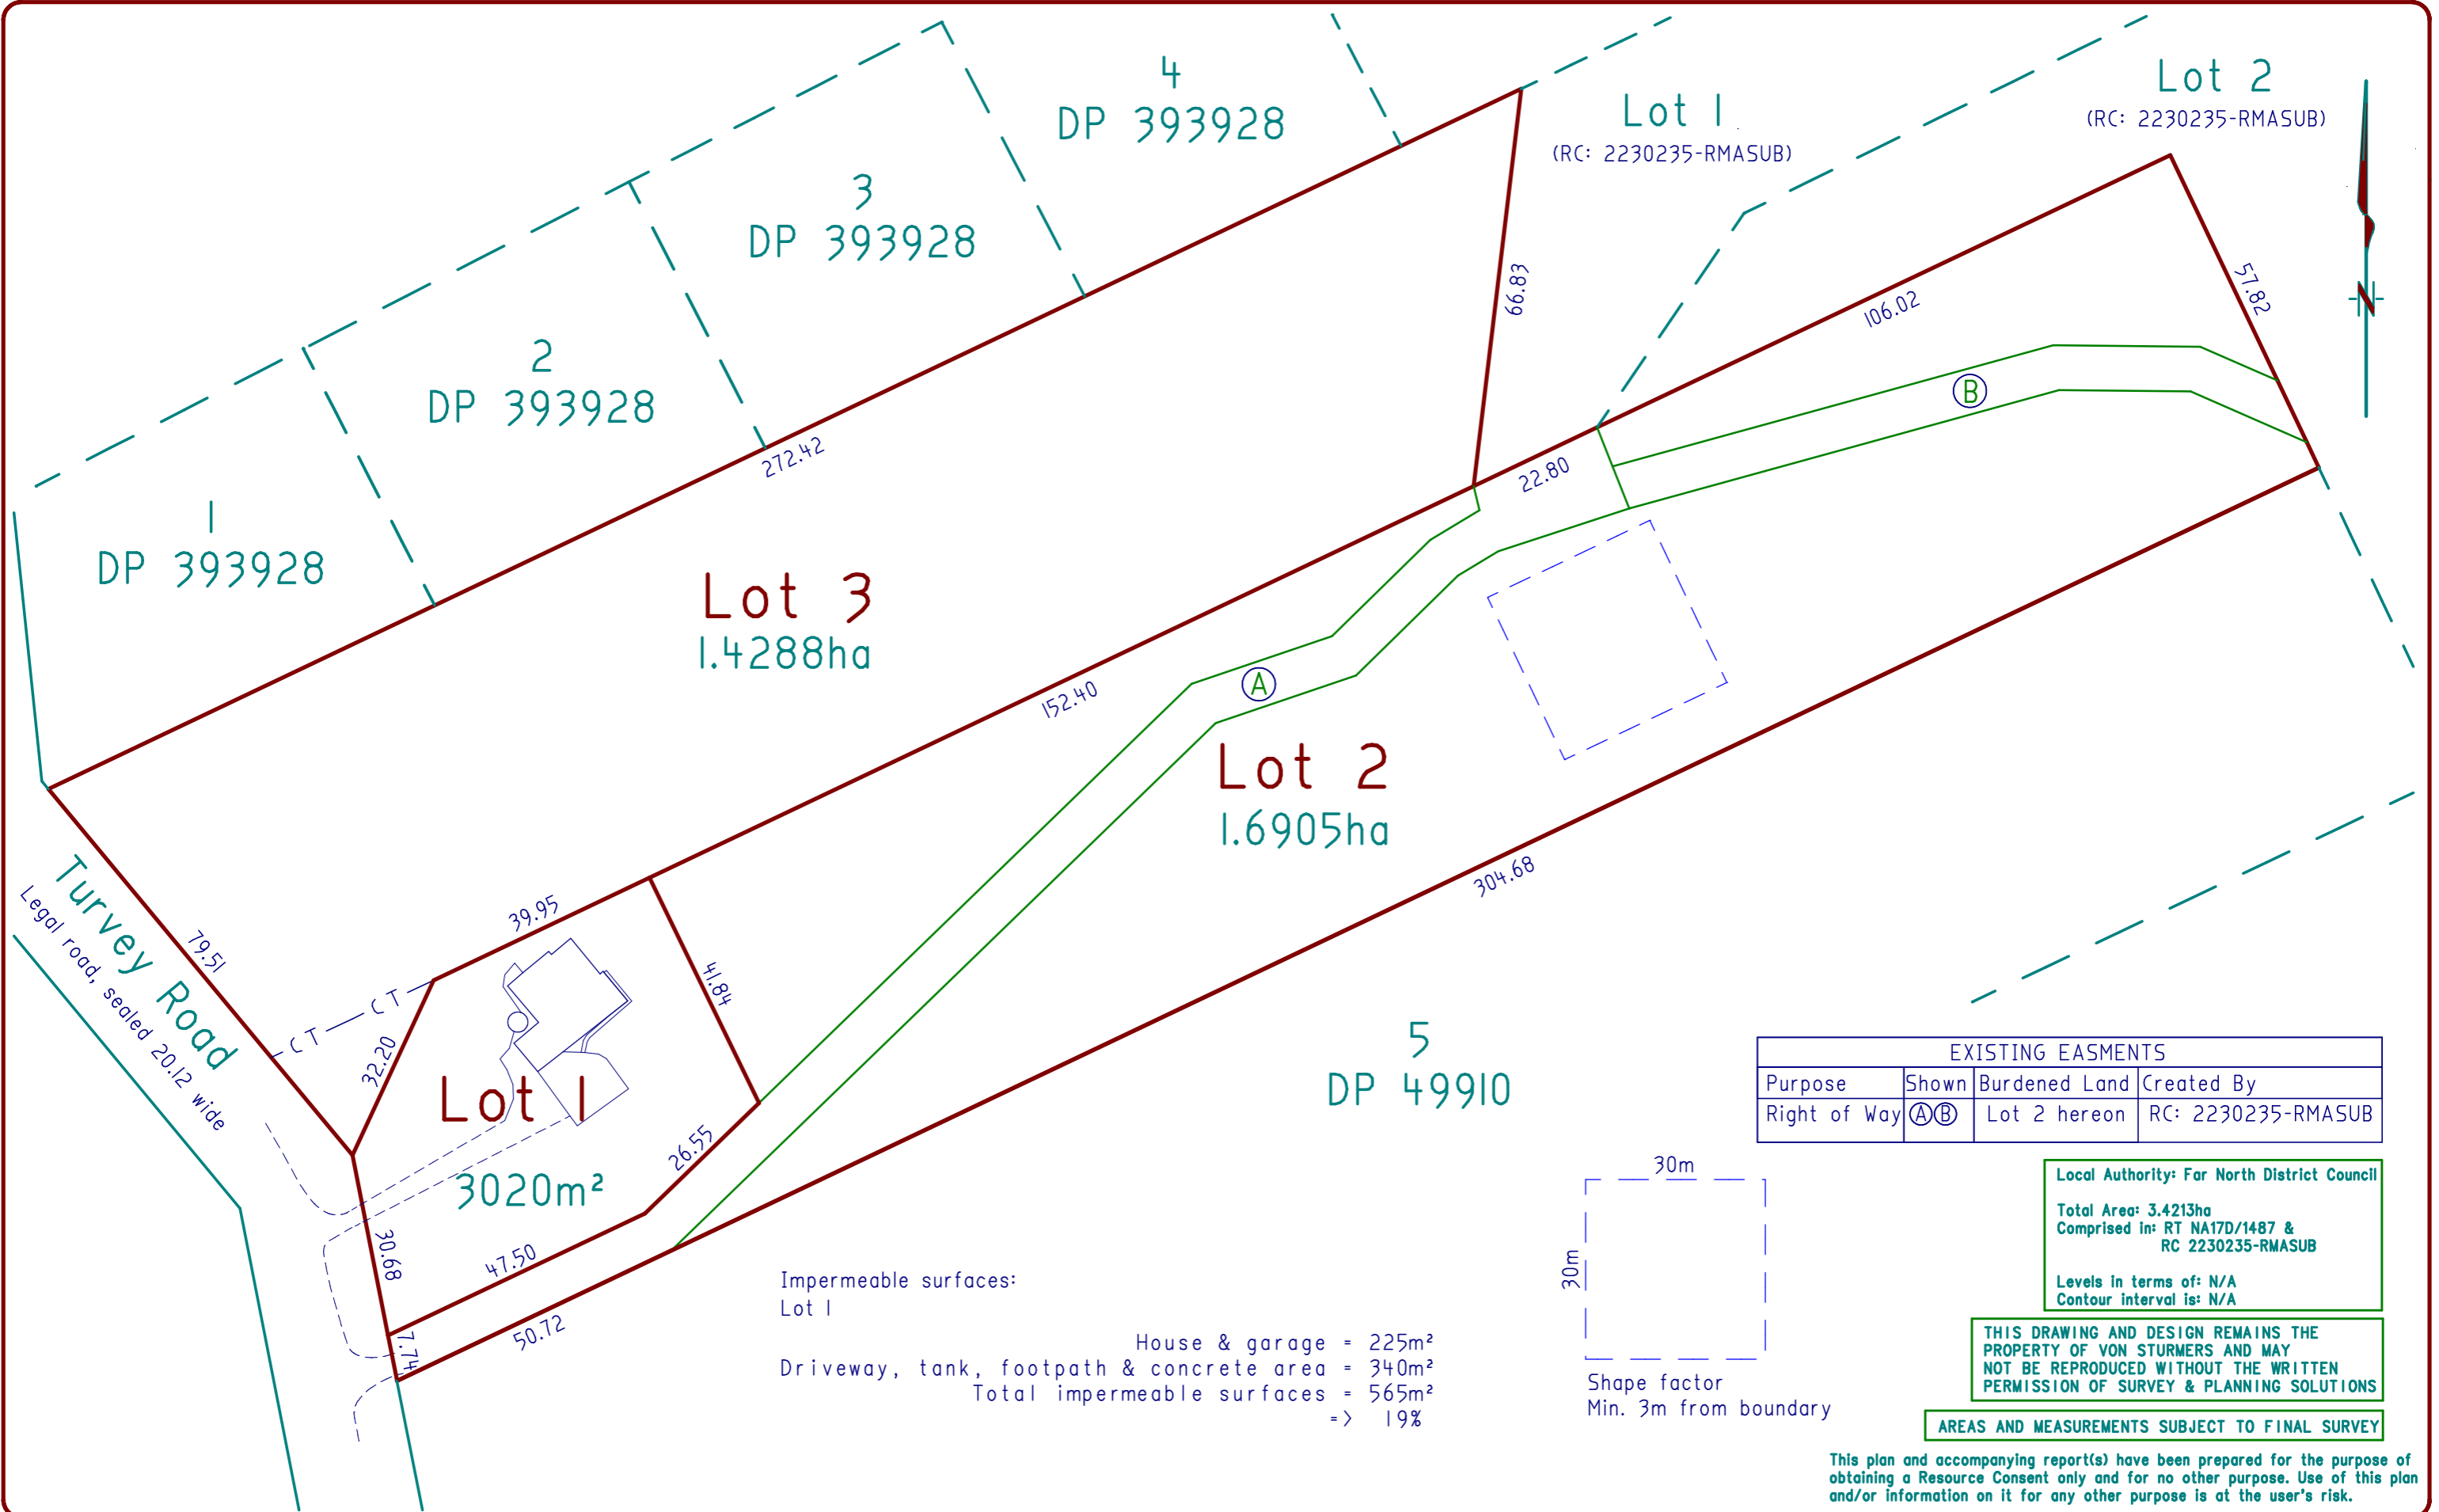 4
DP 393928
Lot 1
(RC: 2230235-RMASUB)
Lot 2
(RC: 2230235-RMASUB)
3
DP 393928
2
DP 393928
1
DP 393928
N
66.83
57.82
106.02
B
272.42
22.80
Lot 3
1.4288ha
A
152.40
Lot 2
1.6905ha
304.68
Turvey Road
Legal road, sealed 20.12 wide
79.51
39.95
41.84
C T
C T
32.20
Lot 1
3020m²
26.55
30.68
47.50
7.74
50.72
5
DP 49910
EXISTING EASMENTS
Purpose Shown Burdened Land Created By
Right of Way A B Lot 2 hereon RC: 2230235-RMASUB
30m
30m
Shape factor
Min. 3m from boundary
Impermeable surfaces:
Lot 1
House & garage = 225m²
Driveway, tank, footpath & concrete area = 340m²
Total impermeable surfaces = 565m²
=> 19%
Local Authority: Far North District Council
Total Area: 3.4213ha
Comprised in: RT NA17D/1487 &
RC 2230235-RMASUB
Levels in terms of: N/A
Contour interval is: N/A
THIS DRAWING AND DESIGN REMAINS THE
PROPERTY OF VON STURMERS AND MAY
NOT BE REPRODUCED WITHOUT THE WRITTEN
PERMISSION OF SURVEY & PLANNING SOLUTIONS
AREAS AND MEASUREMENTS SUBJECT TO FINAL SURVEY
This plan and accompanying report(s) have been prepared for the purpose of
obtaining a Resource Consent only and for no other purpose. Use of this plan
and/or information on it for any other purpose is at the user's risk.